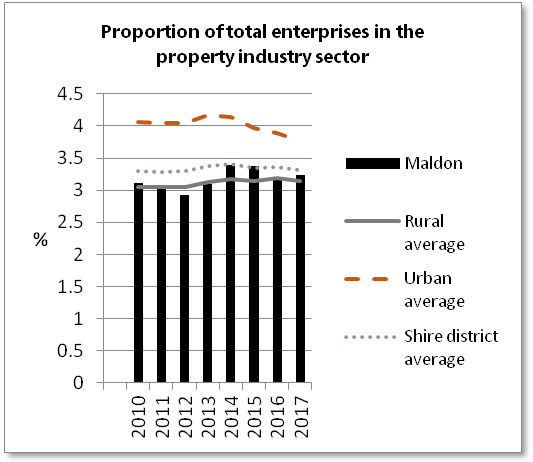 Proportion of total enterprises in the
property industry sector
4.5
4
3.5
3
2.5
2
1.5
1
0.5
0
%
2010
2011
2012
2013
2014
2015
2016
2017
Maldon
Rural
average
Urban
average
Shire district
average